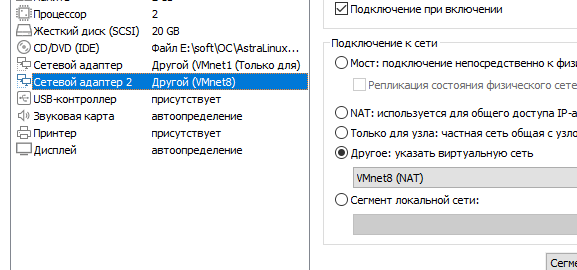 Процессор 2
Жесткий диск (SCSI) 20 GB
CD/DVD (IDE) Файл E:\soft\ОС\AstraLinux...
Сетевой адаптер Другой (VMnet1 (Только для)
Сетевой адаптер 2 Другой (VMnet8)
USB-контроллер присутствует
Звуковая карта автоопределение
Принтер присутствует
Дисплей автоопределение
Подключение при включении
Подключение к сети
Мост: подключение непосредственно к физи
Репликация состояния физического сете
NAT: используется для общего доступа IP-а
Только для узла: частная сеть общая с узло
Другое: указать виртуальную сеть
VMnet8 (NAT)
Сегмент локальной сети:
Сегме